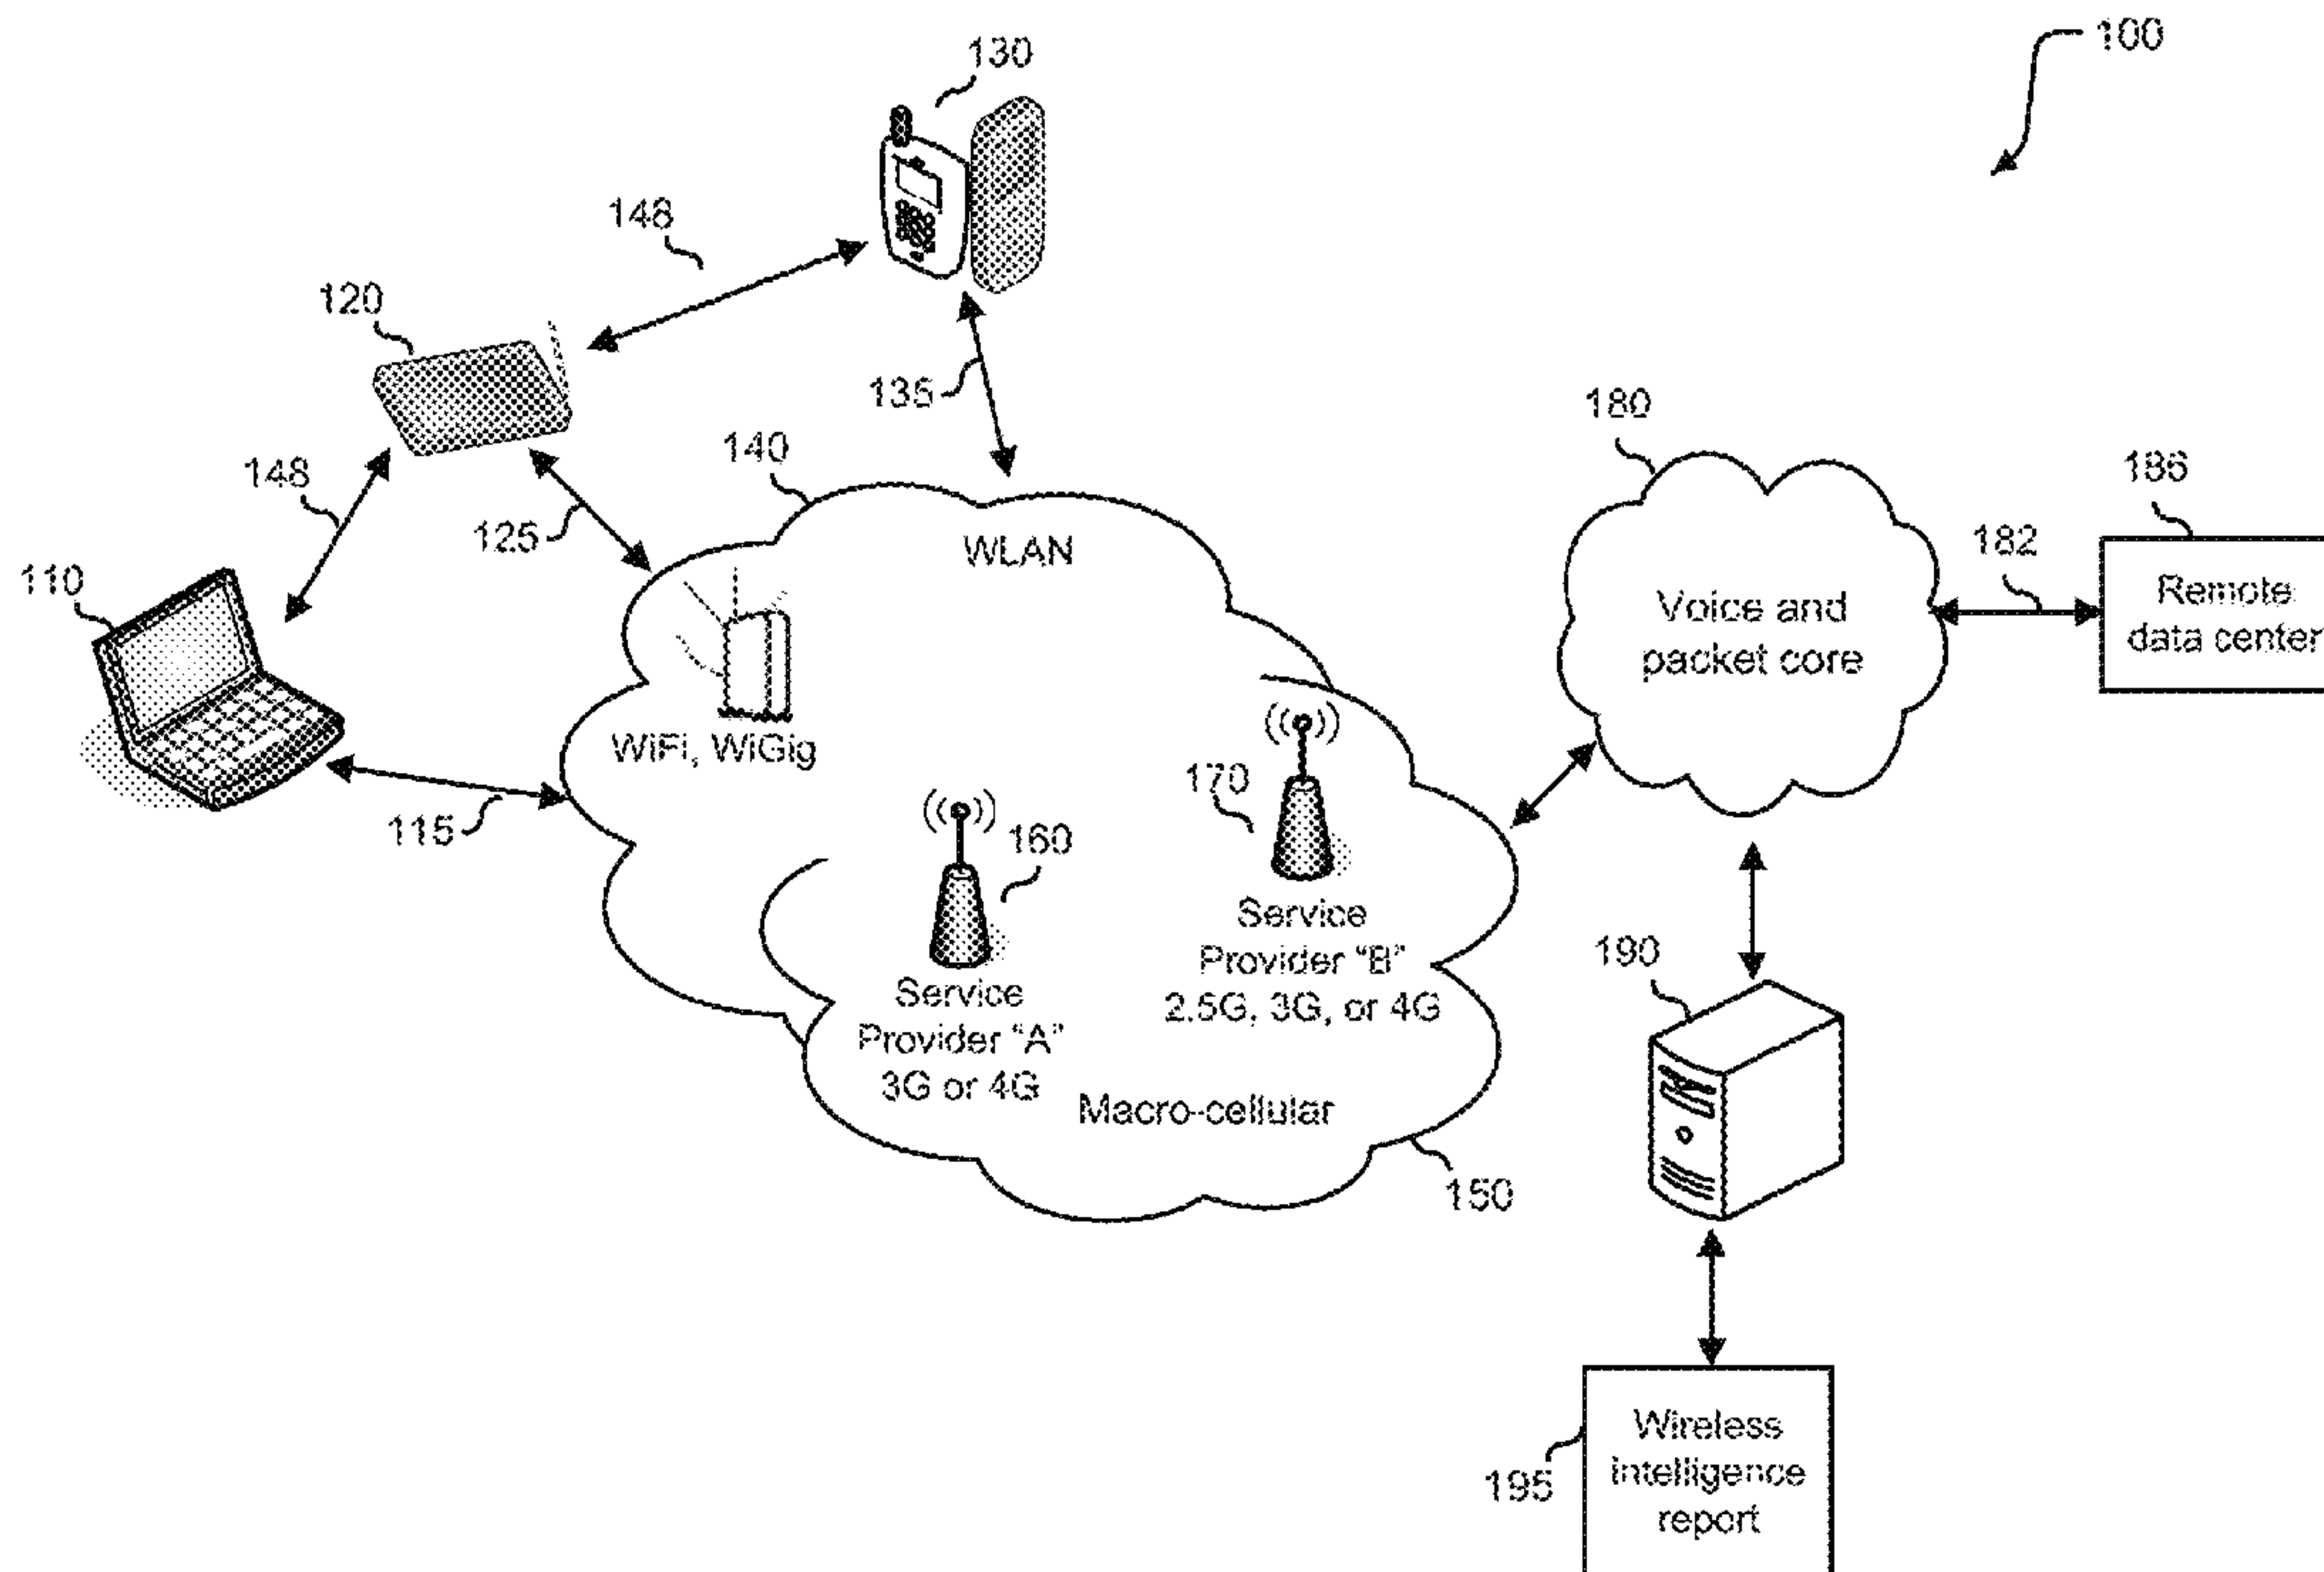 100
130
148
120
135
180
140
186
148
182
125
WLAN
110
Remote
data center
Voice and
packet core
WiFi, WiGig
170
115
160
Service
Provider "B"
2.5G, 3G, or 4G
190
Service
Provider "A"
3G or 4G
Macro-cellular
150
Wireless
intelligence
report
195